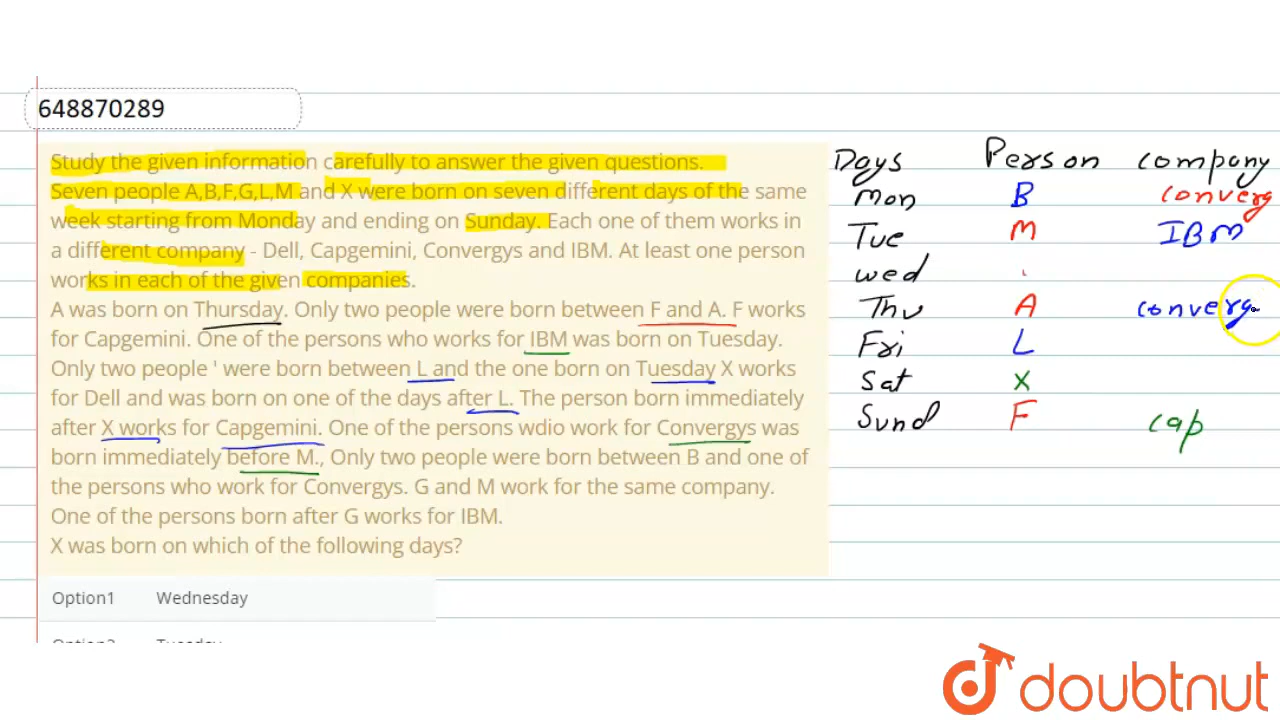 648870289
Study the given information carefully to answer the given questions.
Seven people A,B,F,G,L,M and X were born on seven different days of the same
week starting from Monday and ending on Sunday. Each one of them works in
a different company - Dell, Capgemini, Convergys and IBM. At least one person
works in each of the given companies.
A was born on Thursday. Only two people were born between F and A. F works
for Capgemini. One of the persons who works for IBM was born on Tuesday.
Only two people ' were born between L and the one born on Tuesday X works
for Dell and was born on one of the days after L. The person born immediately
after X works for Capgemini. One of the persons wdio work for Convergys was
born immediately before M., Only two people were born between B and one of
the persons who work for Convergys. G and M work for the same company.
One of the persons born after G works for IBM.
X was born on which of the following days?
Option1 Wednesday
Days Person company
Mon B converg
Tue M IBM
wed
Thu A converg
Fri L
Sat X
Sund F cap
doubtnut